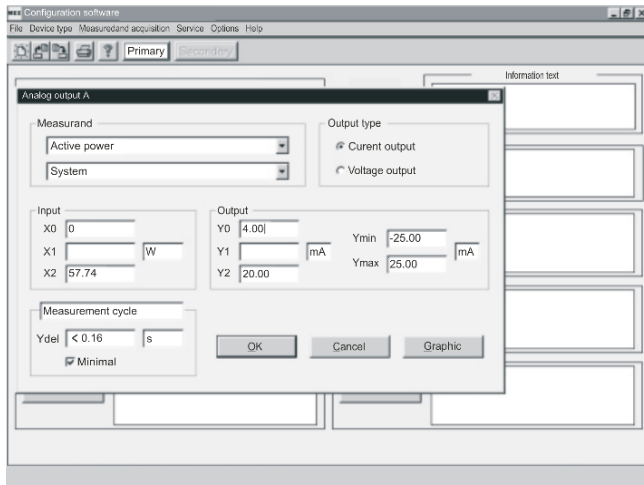 Configuration software
File Device type Measuredand acquisition Service Options Help
Primary Secondary
Information text
Analog output A
Measurand
Active power
System
Output type
Curent output
Voltage output
Input
X0 0
X1 W
X2 57.74
Output
Y0 4.00
Y1 mA
Y2 20.00
Ymin -25.00
Ymax 25.00
mA
Measurement cycle
Ydel < 0.16 s
Minimal
OK
Cancel
Graphic